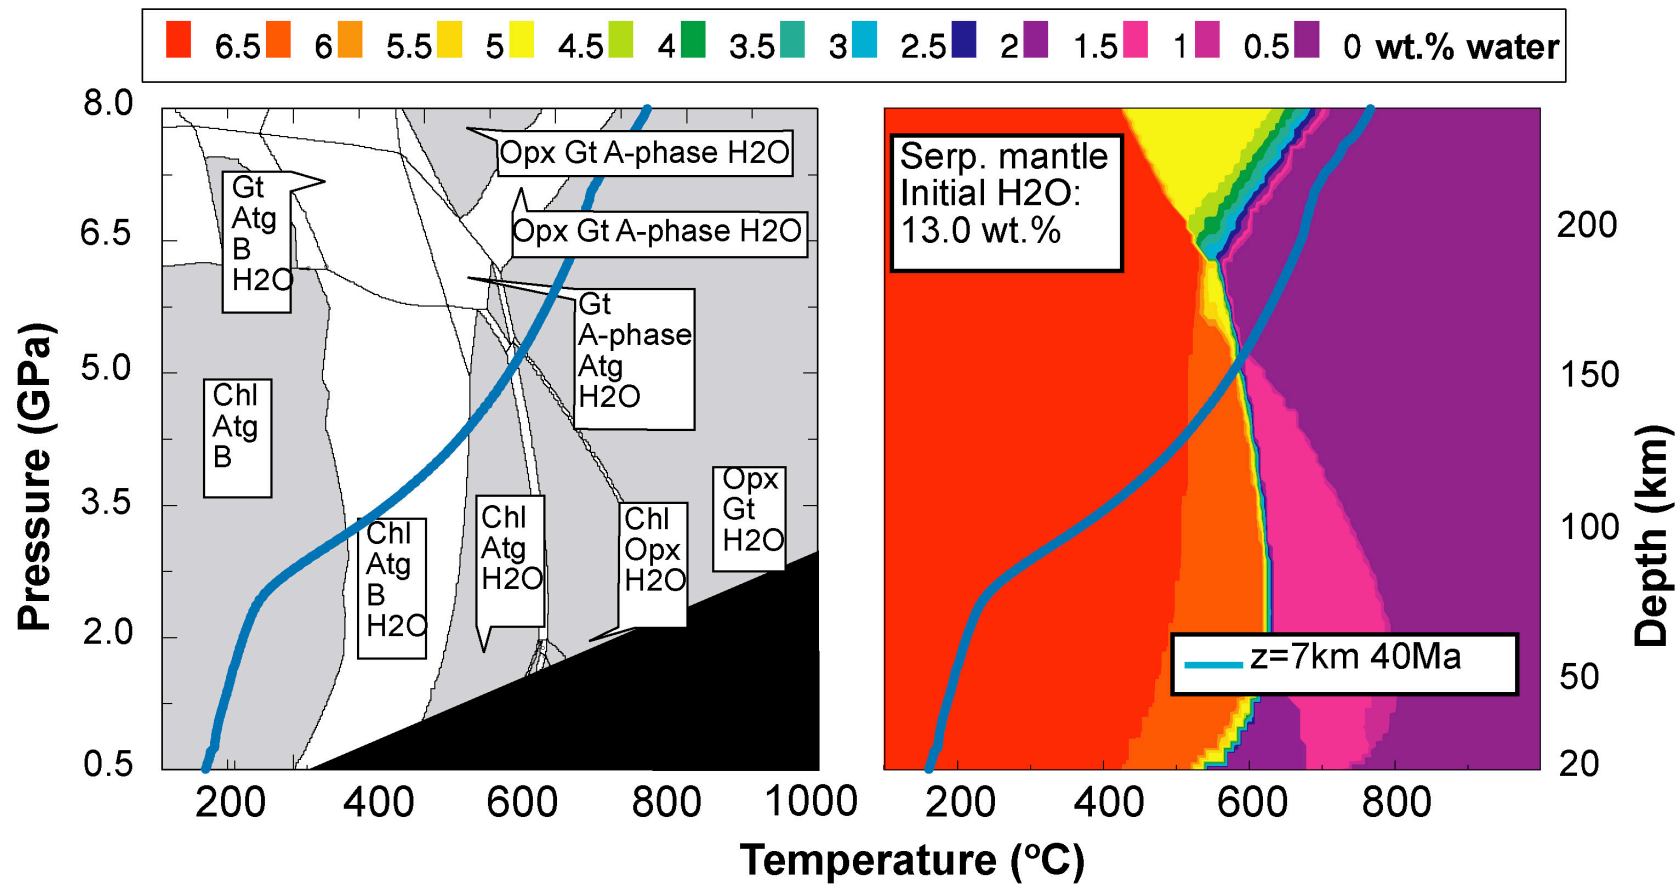 6.5 6 5.5 5 4.5 4 3.5 3 2.5 2 1.5 1 0.5 0 wt.% water
8.0
6.5
5.0
3.5
2.0
0.5
Pressure (GPa)
Opx Gt A-phase H2O
Opx Gt A-phase H2O
Gt
Atg
B
H2O
Gt
A-phase
Atg
H2O
Chl
Atg
B
Chl
Atg
B
H2O
Chl
Atg
H2O
Chl
Opx
H2O
Opx
Gt
H2O
200 400 600 800 1000
Serp. mantle
Initial H2O:
13.0 wt.%
z=7km 40Ma
200
150
100
50
20
Depth (km)
200 400 600 800
Temperature (ºC)